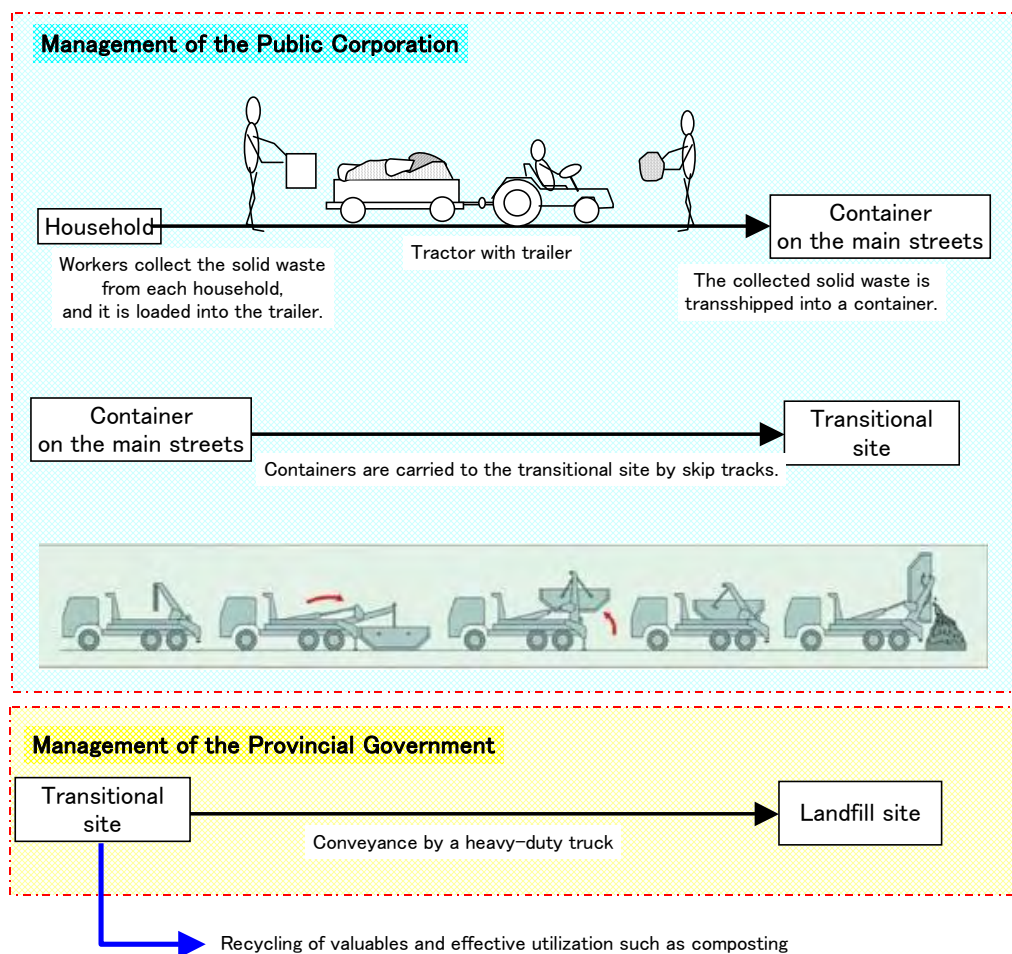 Management of the Public Corporation
Household
Tractor with trailer
Container
on the main streets
Workers collect the solid waste
from each household,
and it is loaded into the trailer.
The collected solid waste is
transshipped into a container.
Container
on the main streets
Transitional
site
Containers are carried to the transitional site by skip tracks.
Management of the Provincial Government
Transitional
site
Landfill site
Conveyance by a heavy-duty truck
Recycling of valuables and effective utilization such as composting